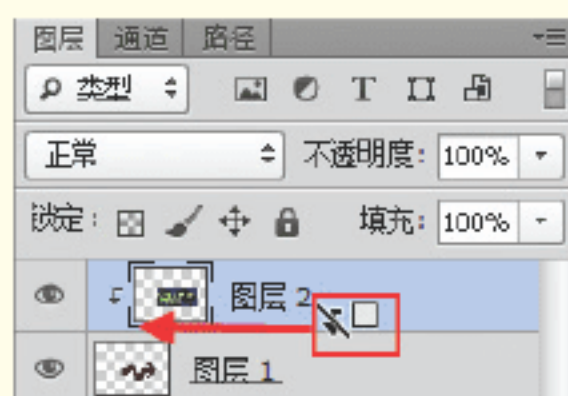 图层 通道 路径
类型 T
正常 不透明度: 100%
锁定: 填充: 100%
图层 2
图层 1